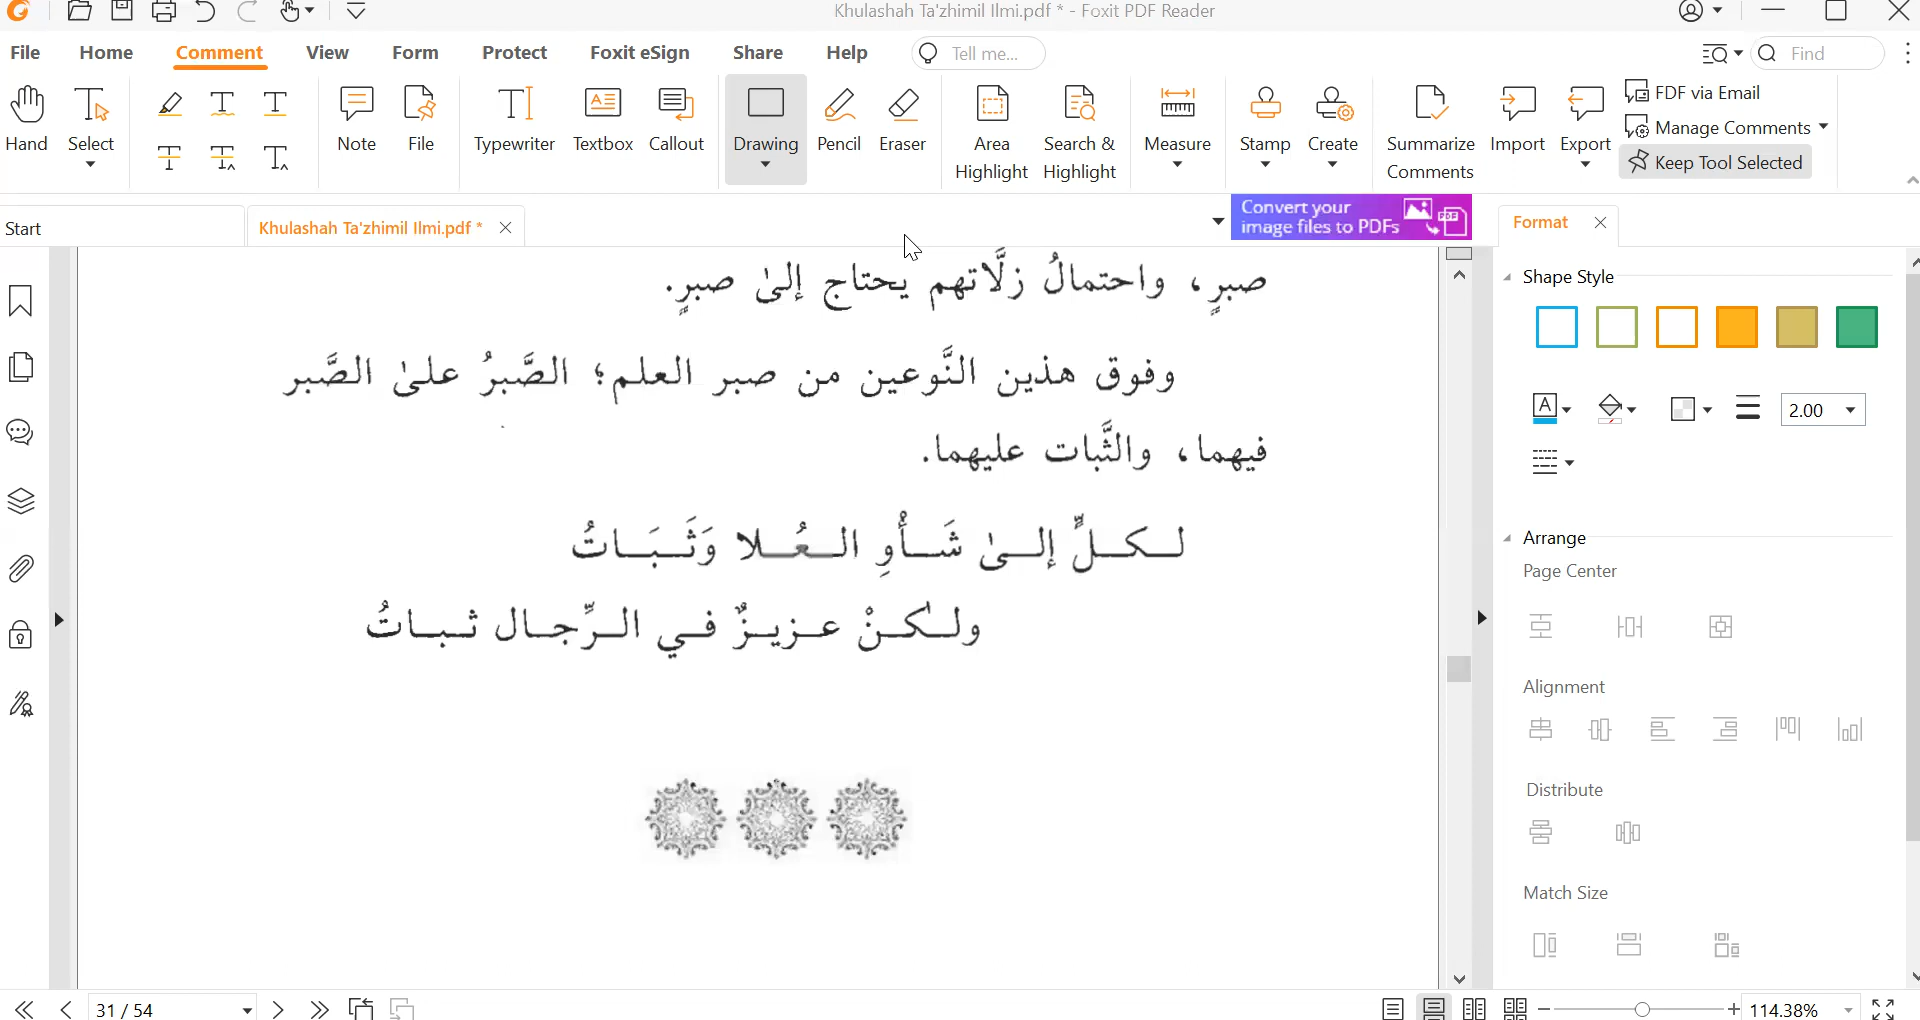 Khulashah Ta'zhimil Ilmi.pdf * - Foxit PDF Reader
File Home Comment View Form Protect Foxit eSign Share Help Tell me... Find
Hand Select Note File Typewriter Textbox Callout Drawing Pencil Eraser Area Highlight Search & Highlight Measure Stamp Create Summarize Comments Import Export
FDF via Email
Manage Comments
Keep Tool Selected
Start Khulashah Ta'zhimil Ilmi.pdf *
Convert your
image files to PDFs
PDF
صبرٍ، واحتمالُ زلَّاتهم يحتاج إلىٰ صبرٍ.
وفوق هذين النَّوعين من صبر العلم؛ الصَّبرُ علىٰ الصَّبر
فيهما، والثَّبات عليهما.
لـكـلٍّ إلـىٰ شَـأْوِ الـعُـلا وَثَـبَـاتُ
ولـٰكـنْ عـزيـزٌ فـي الـرِّجـال ثـبـاتُ
Format
Shape Style
2.00
Arrange
Page Center
Alignment
Distribute
Match Size
31 / 54
114.38%